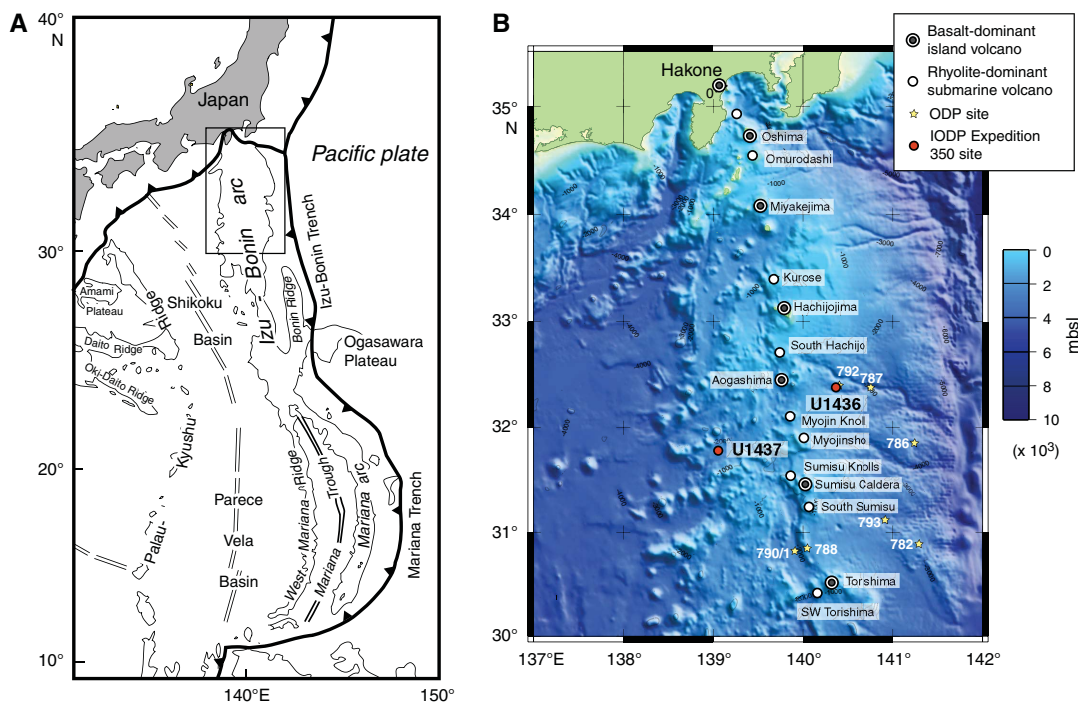 A
40°
N
30°
20°
10°
140°E
150°
Japan
Pacific plate
Izu-Bonin Trench
Izu - Bonin arc
Bonin Ridge
Ogasawara
Plateau
Amami
Plateau
Daito Ridge
Oki-Daito Ridge
Shikoku
Basin
Kyushu- Palau- Ridge
Parece
Vela
Basin
West Mariana Ridge
Mariana Trough
Mariana arc
Mariana Trench
B
35°
N
34°
33°
32°
31°
30°
137°E
138°
139°
140°
141°
142°
Hakone
0
Oshima
Omurodashi
Miyakejima
Kurose
Hachijojima
South Hachijo
Aogashima
792
787
U1436
Myojin Knoll
Myojinsho
786
U1437
Sumisu Knolls
Sumisu Caldera
South Sumisu
793
782
790/1
788
Torshima
SW Torishima
Basalt-dominant
island volcano
Rhyolite-dominant
submarine volcano
ODP site
IODP Expedition
350 site
0
2
4
6
8
10
mbsl
(x 10³)